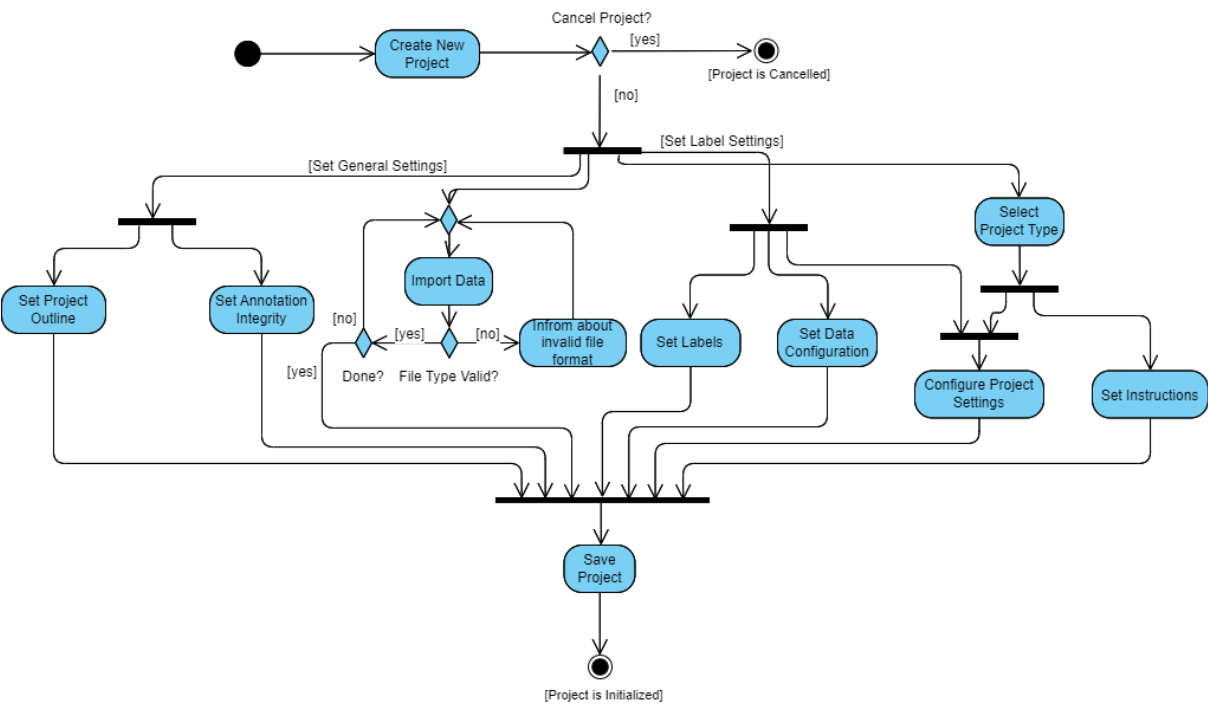 Cancel Project?
Create New
Project
[yes]
[Project is Cancelled]
[no]
[Set Label Settings]
[Set General Settings]
Select
Project Type
Import Data
Set Project
Outline
Set Annotation
Integrity
[no]
[yes]
[no]
Infrom about
invalid file
format
Set Labels
Set Data
Configuration
[yes]
Done?
File Type Valid?
Configure Project
Settings
Set Instructions
Save
Project
[Project is Initialized]